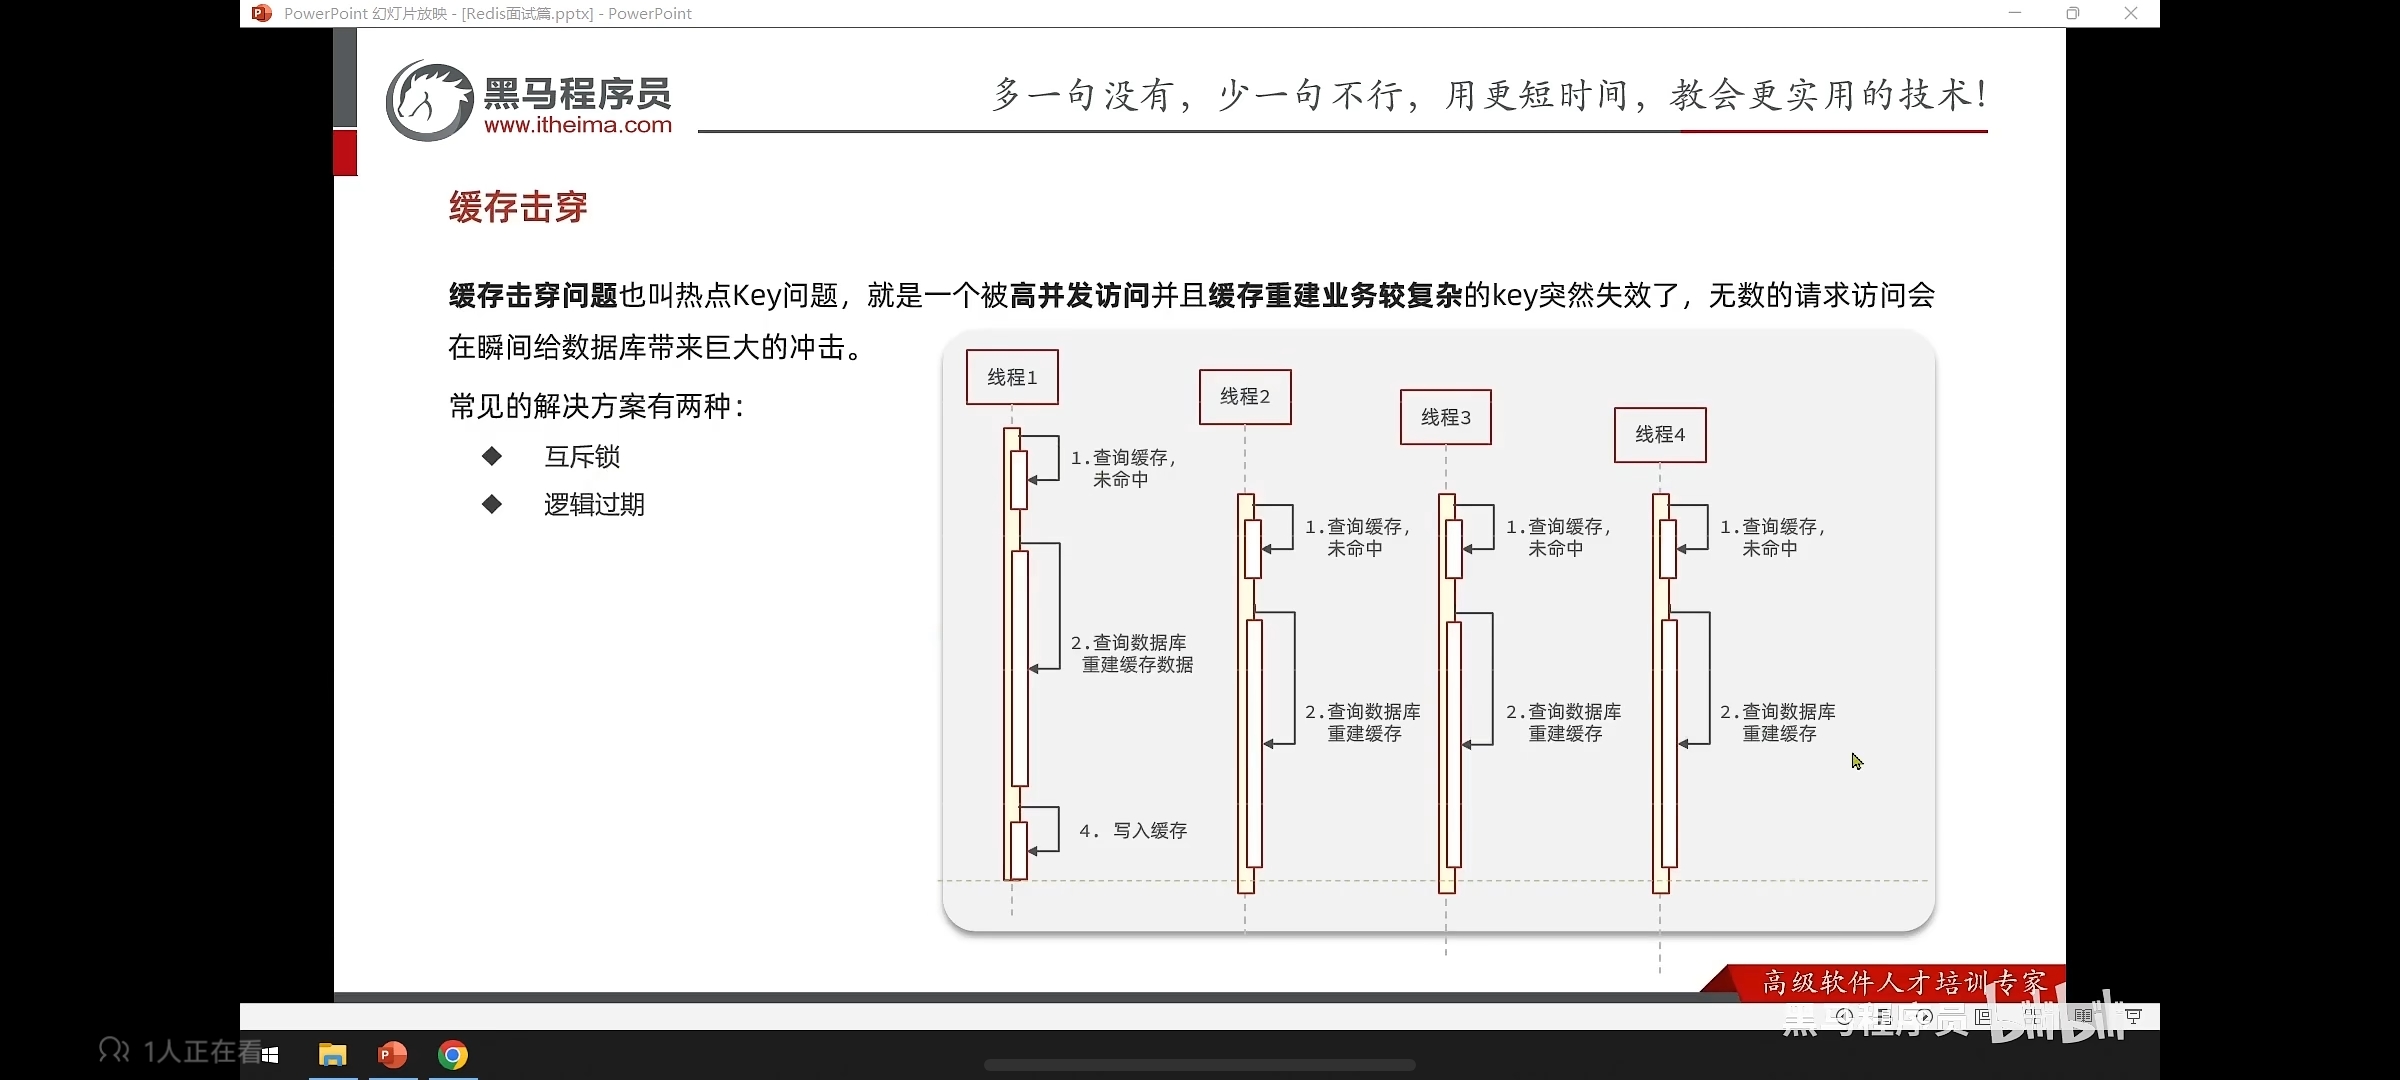 PowerPoint 幻灯片放映 - [Redis面试篇.pptx] - PowerPoint
黑马程序员
www.itheima.com
多一句没有，少一句不行，用更短时间，教会更实用的技术！
缓存击穿
缓存击穿问题也叫热点Key问题，就是一个被高并发访问并且缓存重建业务较复杂的key突然失效了，无数的请求访问会
在瞬间给数据库带来巨大的冲击。
常见的解决方案有两种：
互斥锁
逻辑过期
线程1
1.查询缓存，
未命中
2.查询数据库
重建缓存数据
4. 写入缓存
线程2
1.查询缓存，
未命中
2.查询数据库
重建缓存
线程3
1.查询缓存，
未命中
2.查询数据库
重建缓存
线程4
1.查询缓存，
未命中
2.查询数据库
重建缓存
高级软件人才培训专家
黑马程序员 bilibili
1人正在看